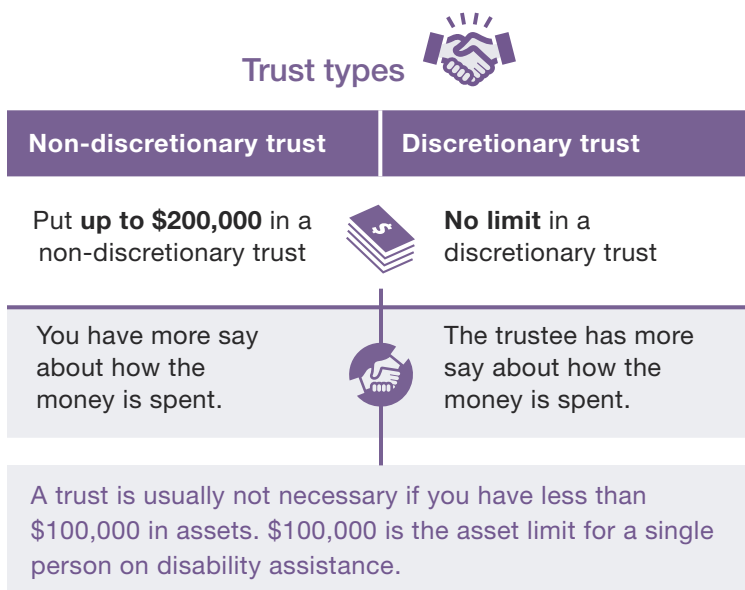 Trust types
Non-discretionary trust
Discretionary trust
Put up to $200,000 in a
non-discretionary trust
$
No limit in a
discretionary trust
You have more say
about how the
money is spent.
The trustee has more
say about how the
money is spent.
A trust is usually not necessary if you have less than
$100,000 in assets. $100,000 is the asset limit for a single
person on disability assistance.